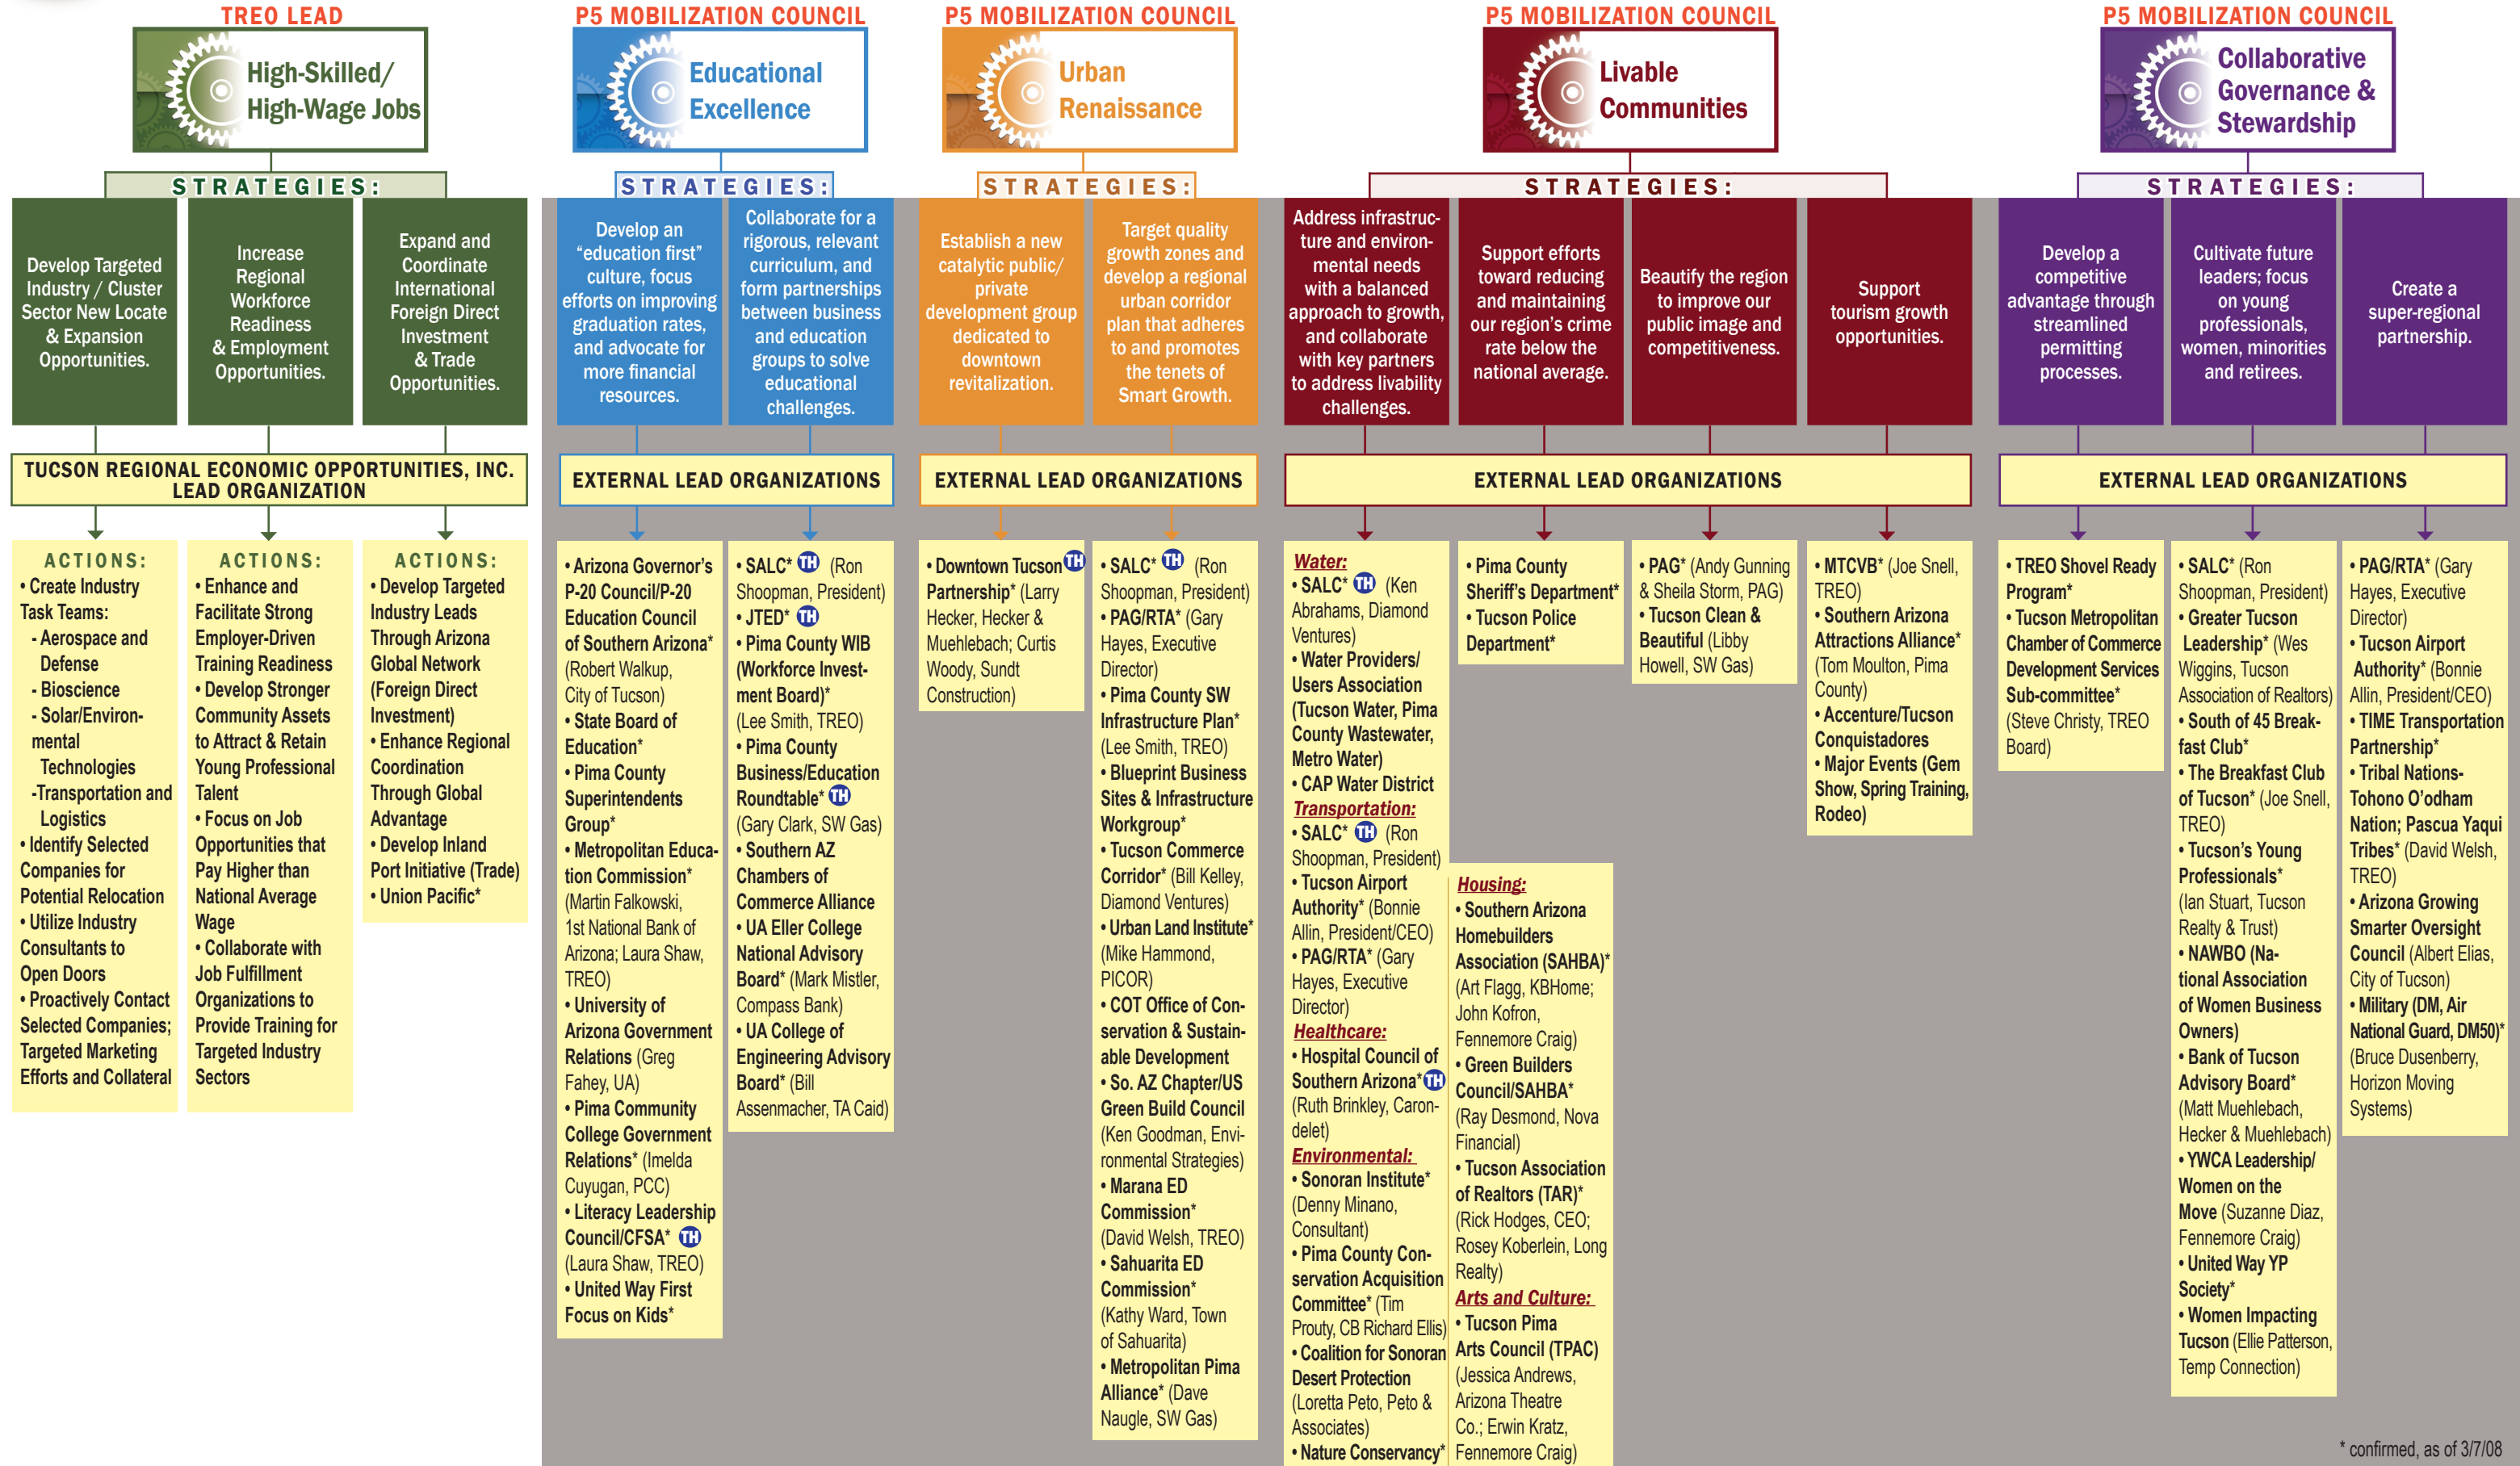 TREO LEAD
High-Skilled/
High-Wage Jobs
STRATEGIES:
Develop Targeted
Industry / Cluster
Sector New Locate
& Expansion
Opportunities.
Increase
Regional
Workforce
Readiness
& Employment
Opportunities.
Expand and
Coordinate
International
Foreign Direct
Investment
& Trade
Opportunities.
TUCSON REGIONAL ECONOMIC OPPORTUNITIES, INC.
LEAD ORGANIZATION
ACTIONS:
• Create Industry
Task Teams:
- Aerospace and
Defense
- Bioscience
- Solar/Environ-
mental
Technologies
-Transportation and
Logistics
• Identify Selected
Companies for
Potential Relocation
• Utilize Industry
Consultants to
Open Doors
• Proactively Contact
Selected Companies;
Targeted Marketing
Efforts and Collateral
ACTIONS:
• Enhance and
Facilitate Strong
Employer-Driven
Training Readiness
• Develop Stronger
Community Assets
to Attract & Retain
Young Professional
Talent
• Focus on Job
Opportunities that
Pay Higher than
National Average
Wage
• Collaborate with
Job Fulfillment
Organizations to
Provide Training for
Targeted Industry
Sectors
ACTIONS:
• Develop Targeted
Industry Leads
Through Arizona
Global Network
(Foreign Direct
Investment)
• Enhance Regional
Coordination
Through Global
Advantage
• Develop Inland
Port Initiative (Trade)
• Union Pacific*
P5 MOBILIZATION COUNCIL
Educational
Excellence
STRATEGIES:
Develop an
“education first”
culture, focus
efforts on improving
graduation rates,
and advocate for
more financial
resources.
Collaborate for a
rigorous, relevant
curriculum, and
form partnerships
between business
and education
groups to solve
educational
challenges.
EXTERNAL LEAD ORGANIZATIONS
• Arizona Governor’s
P-20 Council/P-20
Education Council
of Southern Arizona*
(Robert Walkup,
City of Tucson)
• State Board of
Education*
• Pima County
Superintendents
Group*
• Metropolitan Educa-
tion Commission*
(Martin Falkowski,
1st National Bank of
Arizona; Laura Shaw,
TREO)
• University of
Arizona Government
Relations (Greg
Fahey, UA)
• Pima Community
College Government
Relations* (Imelda
Cuyugan, PCC)
• Literacy Leadership
Council/CFSA* TH
(Laura Shaw, TREO)
• United Way First
Focus on Kids*
• SALC* TH (Ron
Shoopman, President)
• JTED* TH
• Pima County WIB
(Workforce Invest-
ment Board)*
(Lee Smith, TREO)
• Pima County
Business/Education
Roundtable* TH
(Gary Clark, SW Gas)
• Southern AZ
Chambers of
Commerce Alliance
• UA Eller College
National Advisory
Board* (Mark Mistler,
Compass Bank)
• UA College of
Engineering Advisory
Board* (Bill
Assenmacher, TA Caid)
P5 MOBILIZATION COUNCIL
Urban
Renaissance
STRATEGIES:
Establish a new
catalytic public/
private
development group
dedicated to
downtown
revitalization.
Target quality
growth zones and
develop a regional
urban corridor
plan that adheres
to and promotes
the tenets of
Smart Growth.
EXTERNAL LEAD ORGANIZATIONS
• Downtown Tucson TH
Partnership* (Larry
Hecker, Hecker &
Muehlebach; Curtis
Woody, Sundt
Construction)
• SALC* TH (Ron
Shoopman, President)
• PAG/RTA* (Gary
Hayes, Executive
Director)
• Pima County SW
Infrastructure Plan*
(Lee Smith, TREO)
• Blueprint Business
Sites & Infrastructure
Workgroup*
• Tucson Commerce
Corridor* (Bill Kelley,
Diamond Ventures)
• Urban Land Institute*
(Mike Hammond,
PICOR)
• COT Office of Con-
servation & Sustain-
able Development
• So. AZ Chapter/US
Green Build Council
(Ken Goodman, Envi-
ronmental Strategies)
• Marana ED
Commission*
(David Welsh, TREO)
• Sahuarita ED
Commission*
(Kathy Ward, Town
of Sahuarita)
• Metropolitan Pima
Alliance* (Dave
Naugle, SW Gas)
P5 MOBILIZATION COUNCIL
Livable
Communities
STRATEGIES:
Address infrastruc-
ture and environ-
mental needs
with a balanced
approach to growth,
and collaborate
with key partners
to address livability
challenges.
Support efforts
toward reducing
and maintaining
our region’s crime
rate below the
national average.
Beautify the region
to improve our
public image and
competitiveness.
Support
tourism growth
opportunities.
EXTERNAL LEAD ORGANIZATIONS
Water:
• SALC* TH (Ken
Abrahams, Diamond
Ventures)
• Water Providers/
Users Association
(Tucson Water, Pima
County Wastewater,
Metro Water)
• CAP Water District
Transportation:
• SALC* TH (Ron
Shoopman, President)
• Tucson Airport
Authority* (Bonnie
Allin, President/CEO)
• PAG/RTA* (Gary
Hayes, Executive
Director)
Healthcare:
• Hospital Council of
Southern Arizona* TH
(Ruth Brinkley, Caron-
delet)
Environmental:
• Sonoran Institute*
(Denny Minano,
Consultant)
• Pima County Con-
servation Acquisition
Committee* (Tim
Prouty, CB Richard Ellis)
• Coalition for Sonoran
Desert Protection
(Loretta Peto, Peto &
Associates)
• Nature Conservancy*
Housing:
• Southern Arizona
Homebuilders
Association (SAHBA)*
(Art Flagg, KBHome;
John Kofron,
Fennemore Craig)
• Green Builders
Council/SAHBA*
(Ray Desmond, Nova
Financial)
• Tucson Association
of Realtors (TAR)*
(Rick Hodges, CEO;
Rosey Koberlein, Long
Realty)
Arts and Culture:
• Tucson Pima
Arts Council (TPAC)
(Jessica Andrews,
Arizona Theatre
Co.; Erwin Kratz,
Fennemore Craig)
• Pima County
Sheriff’s Department*
• Tucson Police
Department*
• PAG* (Andy Gunning
& Sheila Storm, PAG)
• Tucson Clean &
Beautiful (Libby
Howell, SW Gas)
• MTCVB* (Joe Snell,
TREO)
• Southern Arizona
Attractions Alliance*
(Tom Moulton, Pima
County)
• Accenture/Tucson
Conquistadores
• Major Events (Gem
Show, Spring Training,
Rodeo)
P5 MOBILIZATION COUNCIL
Collaborative
Governance &
Stewardship
STRATEGIES:
Develop a
competitive
advantage through
streamlined
permitting
processes.
Cultivate future
leaders; focus
on young
professionals,
women, minorities
and retirees.
Create a
super-regional
partnership.
EXTERNAL LEAD ORGANIZATIONS
• TREO Shovel Ready
Program*
• Tucson Metropolitan
Chamber of Commerce
Development Services
Sub-committee*
(Steve Christy, TREO
Board)
• SALC* (Ron
Shoopman, President)
• Greater Tucson
Leadership* (Wes
Wiggins, Tucson
Association of Realtors)
• South of 45 Break-
fast Club*
• The Breakfast Club
of Tucson* (Joe Snell,
TREO)
• Tucson’s Young
Professionals*
(Ian Stuart, Tucson
Realty & Trust)
• NAWBO (Na-
tional Association
of Women Business
Owners)
• Bank of Tucson
Advisory Board*
(Matt Muehlebach,
Hecker & Muehlebach)
• YWCA Leadership/
Women on the
Move (Suzanne Diaz,
Fennemore Craig)
• United Way YP
Society*
• Women Impacting
Tucson (Ellie Patterson,
Temp Connection)
• PAG/RTA* (Gary
Hayes, Executive
Director)
• Tucson Airport
Authority* (Bonnie
Allin, President/CEO)
• TIME Transportation
Partnership*
• Tribal Nations-
Tohono O’odham
Nation; Pascua Yaqui
Tribes* (David Welsh,
TREO)
• Arizona Growing
Smarter Oversight
Council (Albert Elias,
City of Tucson)
• Military (DM, Air
National Guard, DM50)*
(Bruce Dusenberry,
Horizon Moving
Systems)
* confirmed, as of 3/7/08